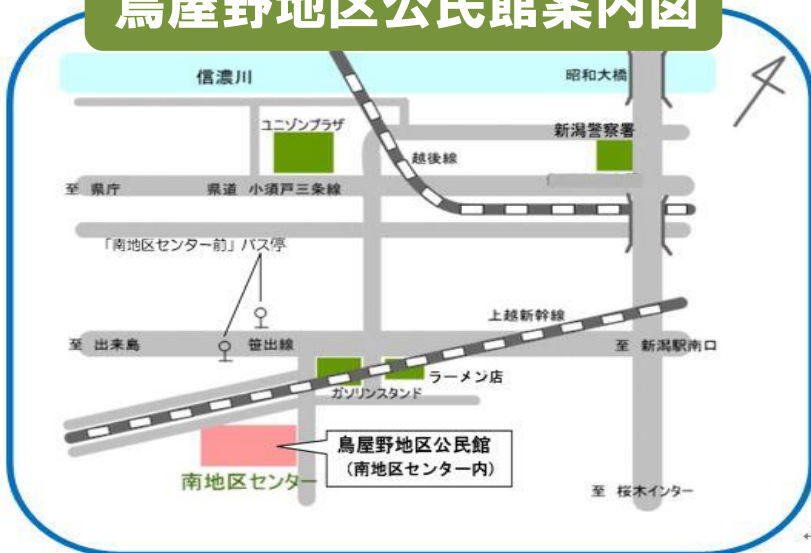 鳥屋野地区公民館案内図
信濃川
昭和大橋
ユニゾンプラザ
新潟警察署
越後線
至 県庁
県道 小須戸三条線
「南地区センター前」バス停
上越新幹線
至 出来島
笹出線
至 新潟駅南口
ラーメン店
ガソリンスタンド
鳥屋野地区公民館
（南地区センター内）
南地区センター
至 桜木インター